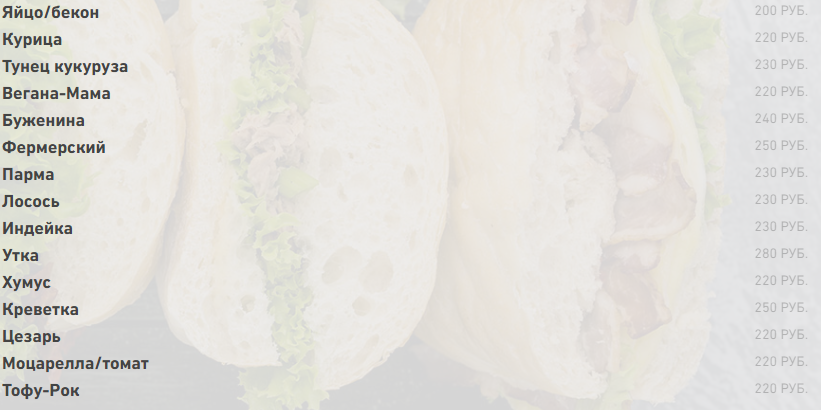 Яйцо/бекон 200 РУБ.
Курица 220 РУБ.
Тунец кукуруза 230 РУБ.
Вегана-Мама 220 РУБ.
Буженина 240 РУБ.
Фермерский 250 РУБ.
Парма 230 РУБ.
Лосось 230 РУБ.
Индейка 230 РУБ.
Утка 280 РУБ.
Хумус 220 РУБ.
Креветка 250 РУБ.
Цезарь 220 РУБ.
Моцарелла/томат 220 РУБ.
Тофу-Рок 220 РУБ.